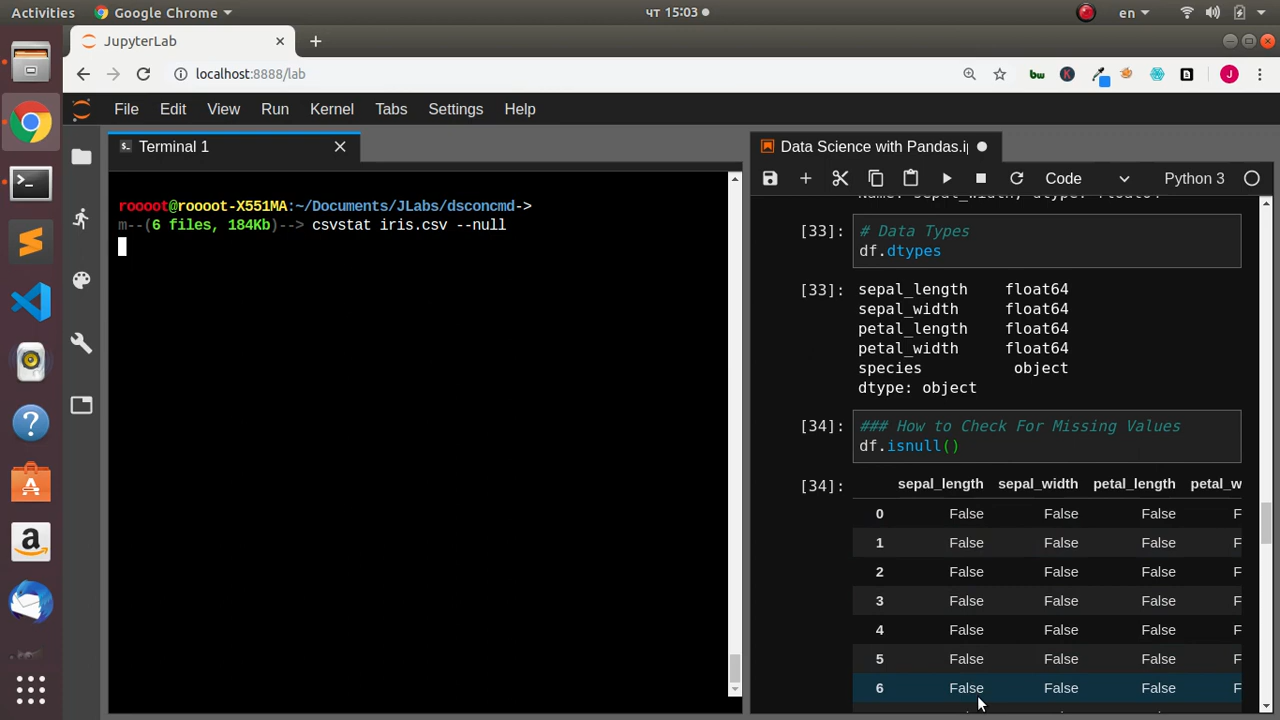 Activities
Google Chrome
чт 15:03
en
JupyterLab
localhost:8888/lab
bw
K
J
File Edit View Run Kernel Tabs Settings Help
Terminal 1
roooot@roooot-X551MA:~/Documents/JLabs/dsconcmd->
m--(6 files, 184Kb)--> csvstat iris.csv --null
Data Science with Pandas.i
Code
Python 3
[33]:
# Data Types
df.dtypes
[33]:
sepal_length float64
sepal_width float64
petal_length float64
petal_width float64
species object
dtype: object
[34]:
### How to Check For Missing Values
df.isnull()
[34]:
sepal_length sepal_width petal_length petal_w
0 False False False F
1 False False False F
2 False False False F
3 False False False F
4 False False False F
5 False False False F
6 False False False F